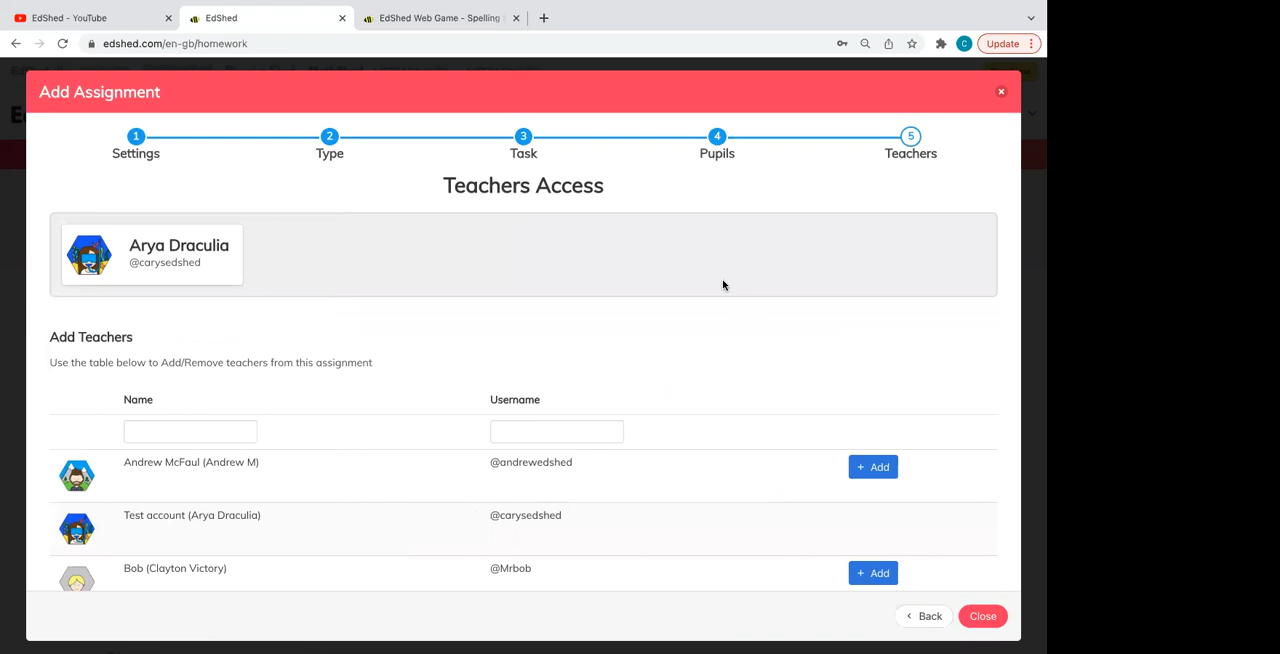 EdShed - YouTube
EdShed
EdShed Web Game - Spelling
edshed.com/en-gb/homework
C
Update
Add Assignment
1 2 3 4 5
Settings Type Task Pupils Teachers
Teachers Access
Arya Draculia
@carysedshed
Add Teachers
Use the table below to Add/Remove teachers from this assignment
Name Username
Andrew McFaul (Andrew M) @andrewedshed + Add
Test account (Arya Draculia) @carysedshed
Bob (Clayton Victory) @Mrbob + Add
< Back Close